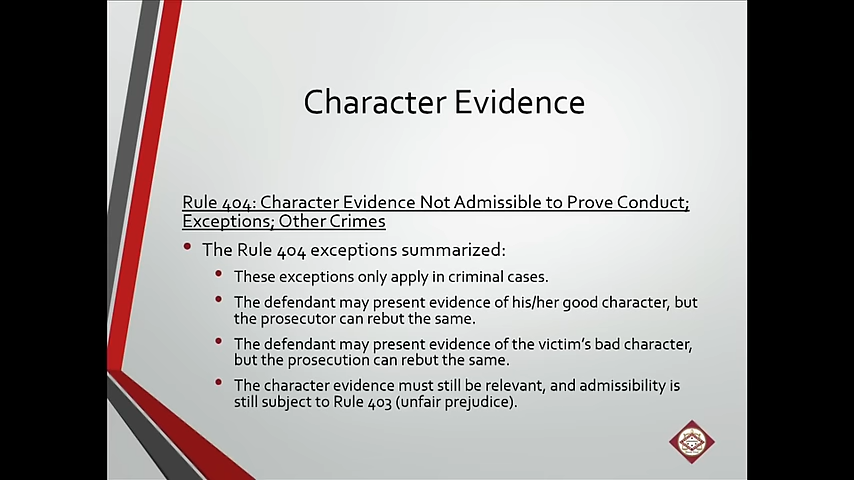 Character Evidence
Rule 404: Character Evidence Not Admissible to Prove Conduct;
Exceptions; Other Crimes
• The Rule 404 exceptions summarized:
• These exceptions only apply in criminal cases.
• The defendant may present evidence of his/her good character, but
the prosecutor can rebut the same.
• The defendant may present evidence of the victim's bad character,
but the prosecution can rebut the same.
• The character evidence must still be relevant, and admissibility is
still subject to Rule 403 (unfair prejudice).